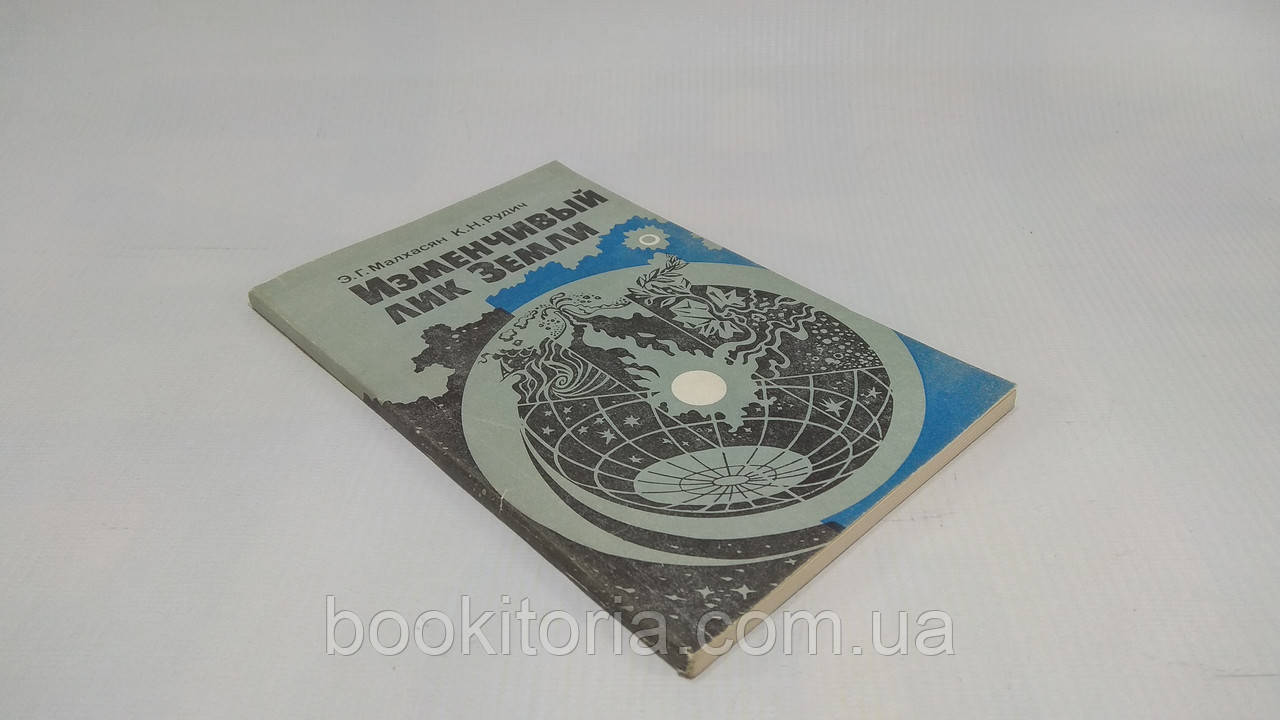 Э.Г.Малхасян К.Н.Рудич
Изменчивый
лик Земли
bookitoria.com.ua